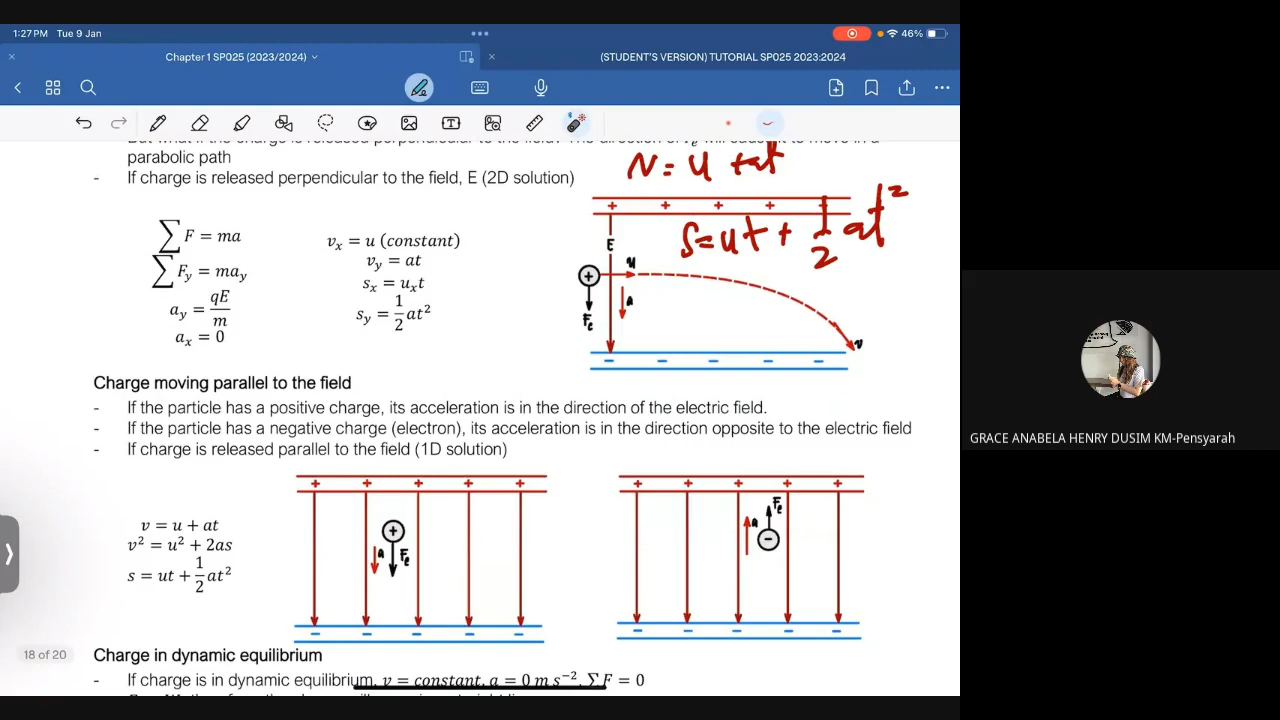 1:27 PM Tue 9 Jan
46%
Chapter 1 SP025 (2023/2024)
(STUDENT'S VERSION) TUTORIAL SP025 2023:2024
parabolic path
- If charge is released perpendicular to the field, E (2D solution)
v = u + at
s = ut + 1/2 at²
∑F = ma
∑F_y = ma_y
a_y = qE/m
a_x = 0
v_x = u (constant)
v_y = at
s_x = u_x t
s_y = 1/2 at²
+ + + + +
E
u
+
a
Fe
v
− − − − −
Charge moving parallel to the field
- If the particle has a positive charge, its acceleration is in the direction of the electric field.
- If the particle has a negative charge (electron), its acceleration is in the direction opposite to the electric field
- If charge is released parallel to the field (1D solution)
v = u + at
v² = u² + 2as
s = ut + 1/2 at²
+ + + + +
+
a Fe
− − − − −
+ + + + +
Fe
a
−
− − − − −
GRACE ANABELA HENRY DUSIM KM-Pensyarah
18 of 20
Charge in dynamic equilibrium
- If charge is in dynamic equilibrium, v = constant, a = 0 m s⁻², ∑F = 0